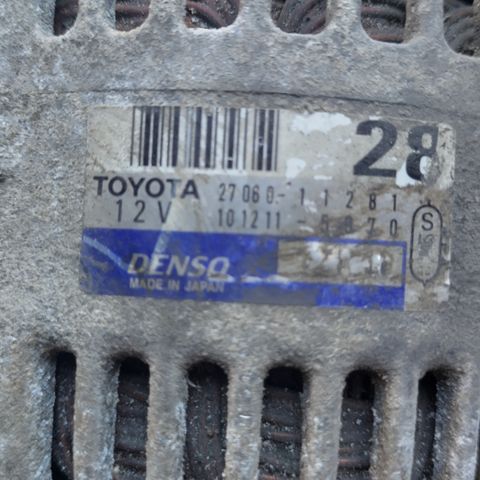 28
TOYOTA 27060-11281
12V 101211-5870
S
DENSO
MADE IN JAPAN